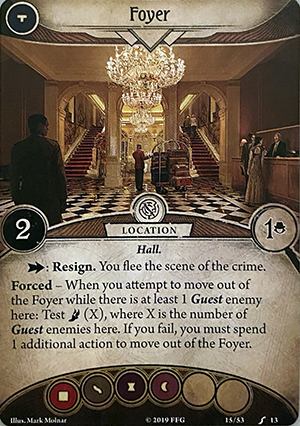 Foyer
2
LOCATION
1
Hall.
: Resign. You flee the scene of the crime.
Forced – When you attempt to move out of
the Foyer while there is at least 1 Guest enemy
here: Test (X), where X is the number of
Guest enemies here. If you fail, you must spend
1 additional action to move out of the Foyer.
Illus. Mark Molnar © 2019 FFG 15/53 13